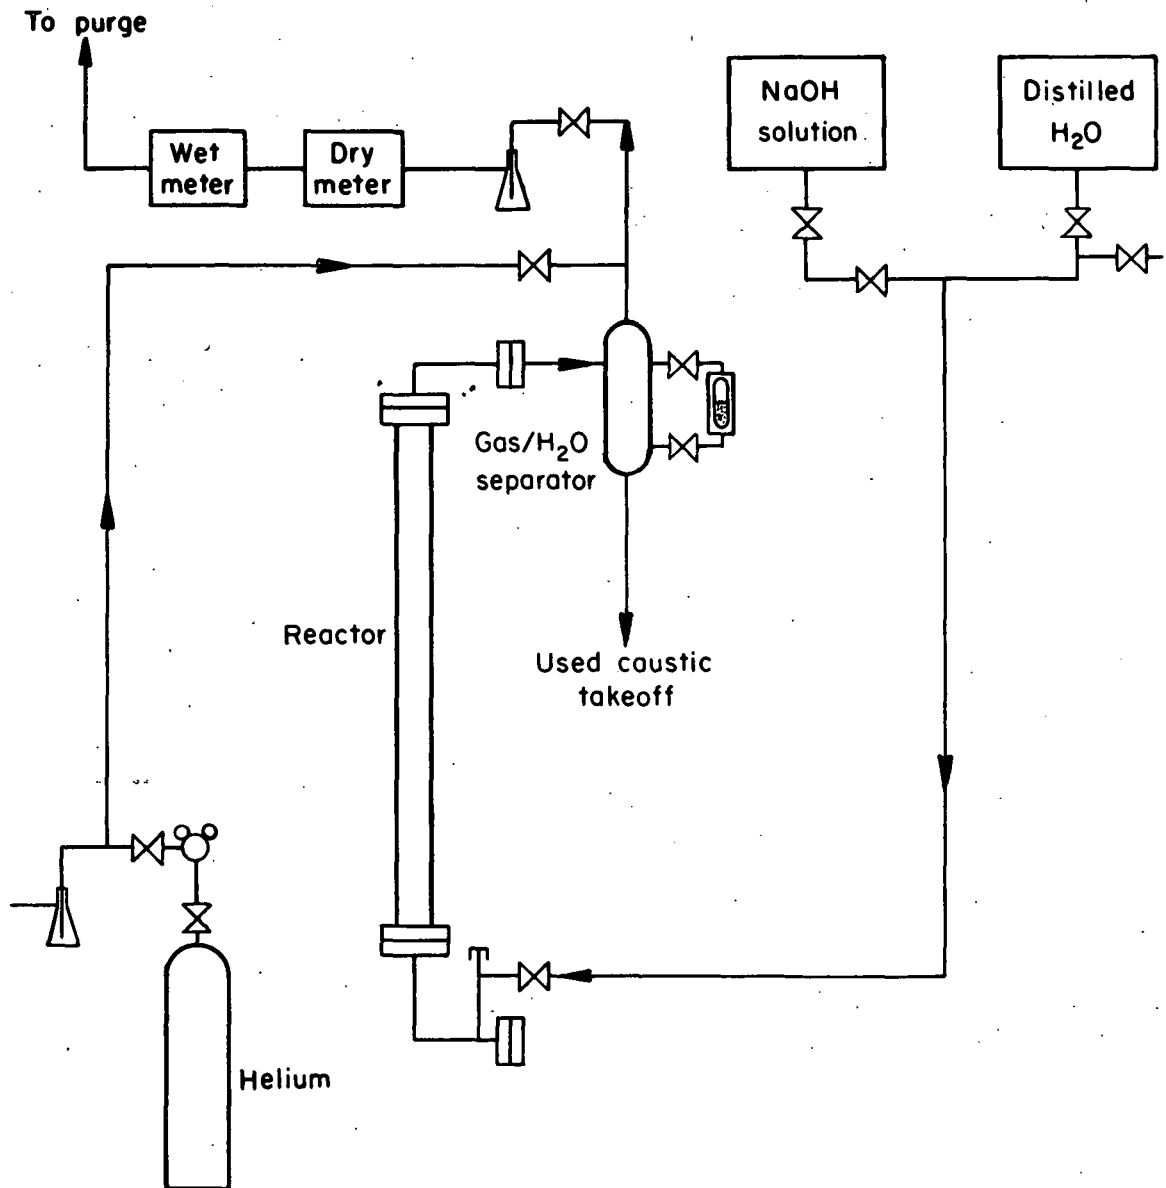 To purge
NaOH
solution
Distilled
H₂O
Wet
meter
Dry
meter
Gas/H₂O
separator
Reactor
Used caustic
takeoff
Helium